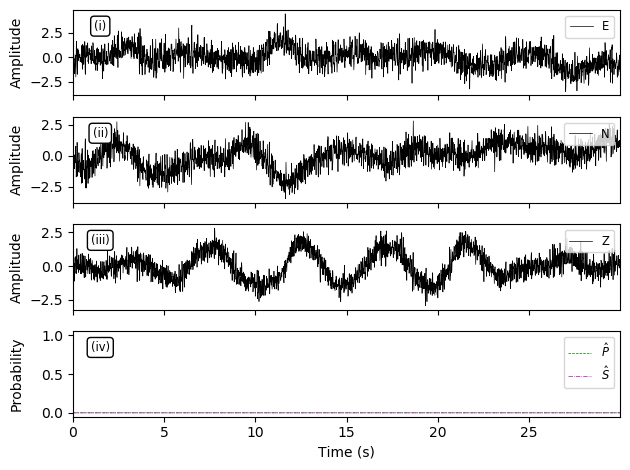 (i)
E
Amplitude
2.5
0.0
−2.5
(ii)
N
Amplitude
2.5
0.0
−2.5
(iii)
Z
Amplitude
2.5
0.0
−2.5
(iv)
P̂
Ŝ
Probability
1.0
0.5
0.0
0 5 10 15 20 25
Time (s)